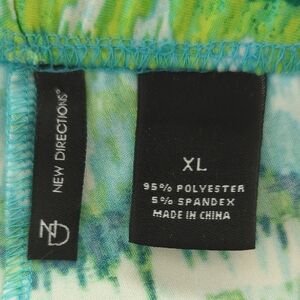 NEW DIRECTIONS®
ND
XL
95% POLYESTER
5% SPANDEX
MADE IN CHINA